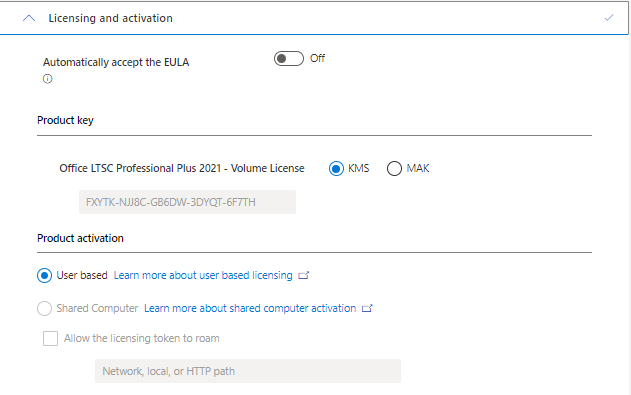 Licensing and activation
Automatically accept the EULA
Off
Product key
Office LTSC Professional Plus 2021 - Volume License KMS MAK
FXYTK-NJJ8C-GB6DW-3DYQT-6F7TH
Product activation
User based Learn more about user based licensing
Shared Computer Learn more about shared computer activation
Allow the licensing token to roam
Network, local, or HTTP path